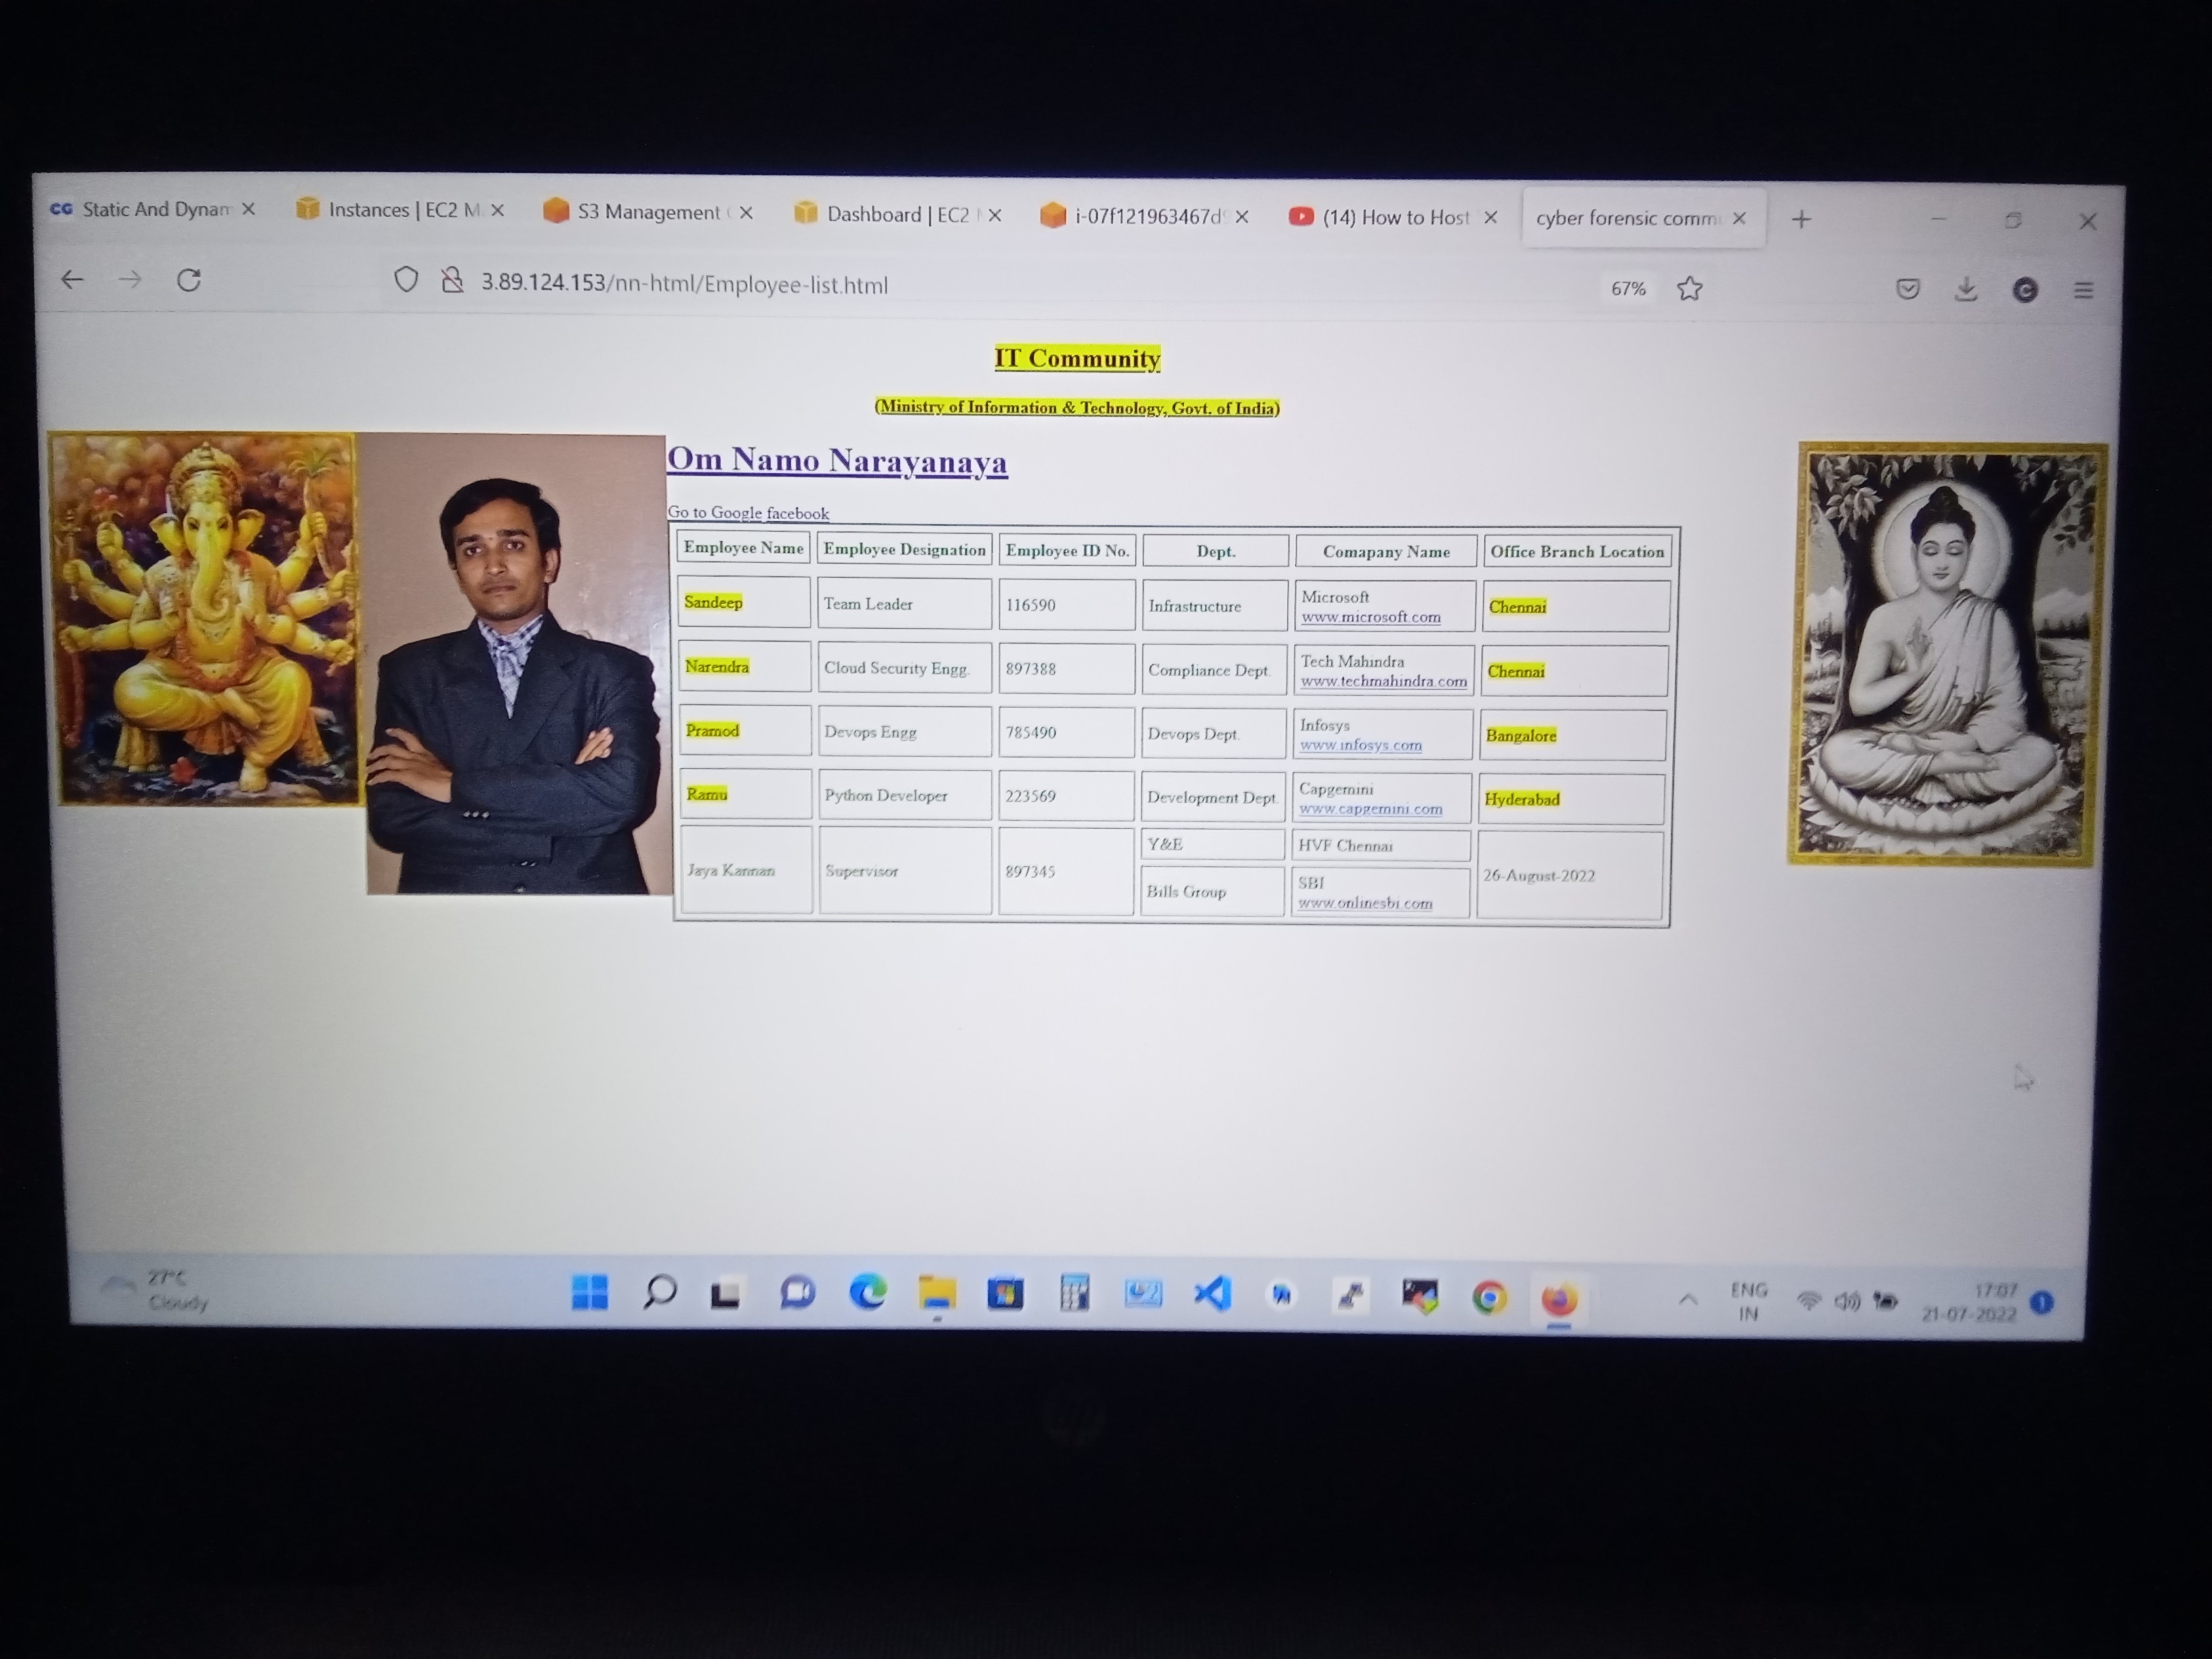 CG Static And Dynam
Instances | EC2 M
S3 Management
Dashboard | EC2
i-07f121963467d
(14) How to Host
cyber forensic comm
3.89.124.153/nn-html/Employee-list.html
67%
IT Community
(Ministry of Information & Technology, Govt. of India)
Om Namo Narayanaya
Go to Google facebook
Employee Name Employee Designation Employee ID No. Dept. Comapany Name Office Branch Location
Sandeep Team Leader 116590 Infrastructure Microsoft www.microsoft.com Chennai
Narendra Cloud Security Engg. 897388 Compliance Dept. Tech Mahindra www.techmahindra.com Chennai
Pramod Devops Engg 785490 Devops Dept. Infosys www.infosys.com Bangalore
Ramu Python Developer 223569 Development Dept. Capgemini www.capgemini.com Hyderabad
Jaya Kannan Supervisor 897345 Y&E HVF Chennai 26-August-2022
Bills Group SBI www.onlinesbi.com
27°C
Cloudy
ENG
IN
17:07
21-07-2022
1
hp